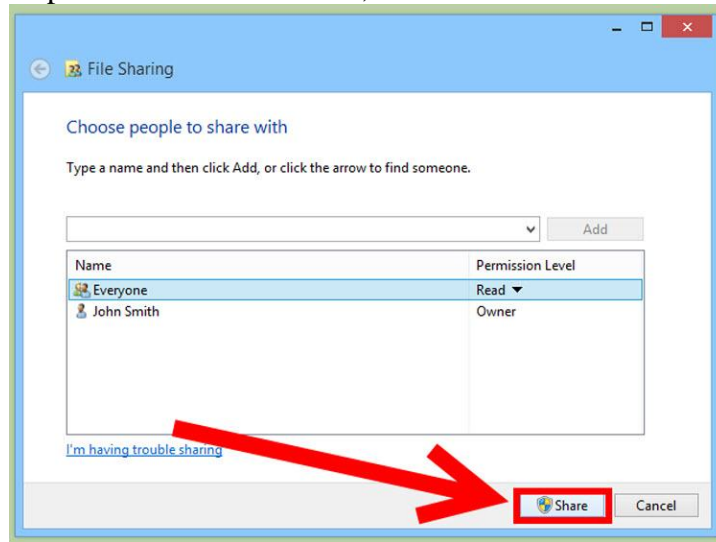 File Sharing
Choose people to share with
Type a name and then click Add, or click the arrow to find someone.
Add
Name Permission Level
Everyone Read
John Smith Owner
I'm having trouble sharing
Share Cancel